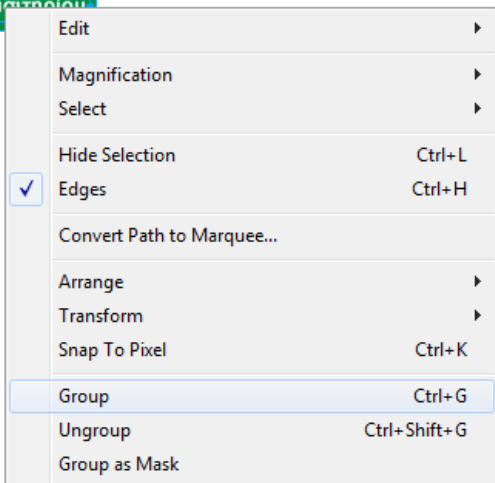 Edit
Magnification
Select
Hide Selection Ctrl+L
Edges Ctrl+H
Convert Path to Marquee...
Arrange
Transform
Snap To Pixel Ctrl+K
Group Ctrl+G
Ungroup Ctrl+Shift+G
Group as Mask